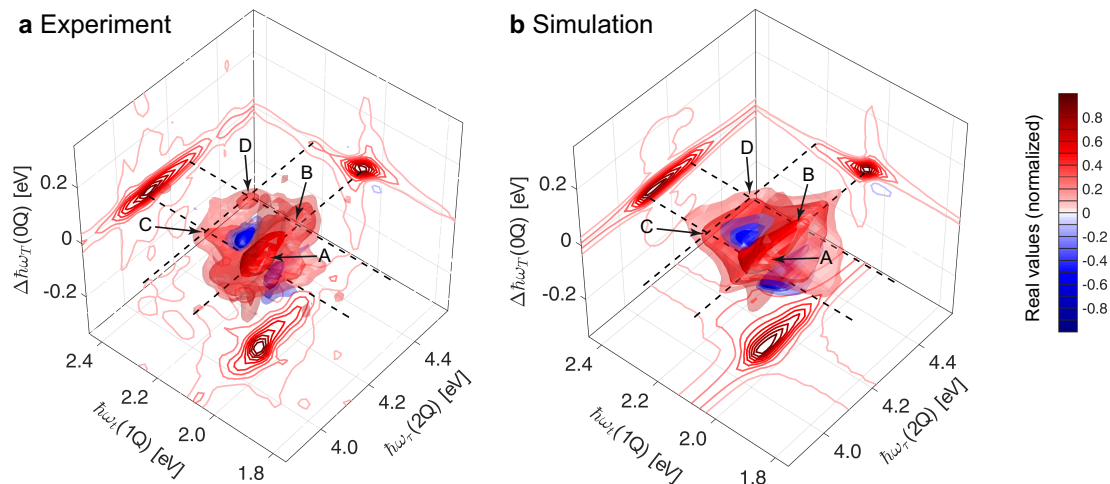 a Experiment
b Simulation
Δℏω_T(0Q) [eV]
0.2
0
-0.2
2.4
2.2
2.0
1.8
ℏω_t(1Q) [eV]
4.0
4.2
4.4
ℏω_τ(2Q) [eV]
A
B
C
D
Δℏω_T(0Q) [eV]
0.2
0
-0.2
2.4
2.2
2.0
1.8
ℏω_t(1Q) [eV]
4.0
4.2
4.4
ℏω_τ(2Q) [eV]
A
B
C
D
Real values (normalized)
0.8
0.6
0.4
0.2
0
-0.2
-0.4
-0.6
-0.8